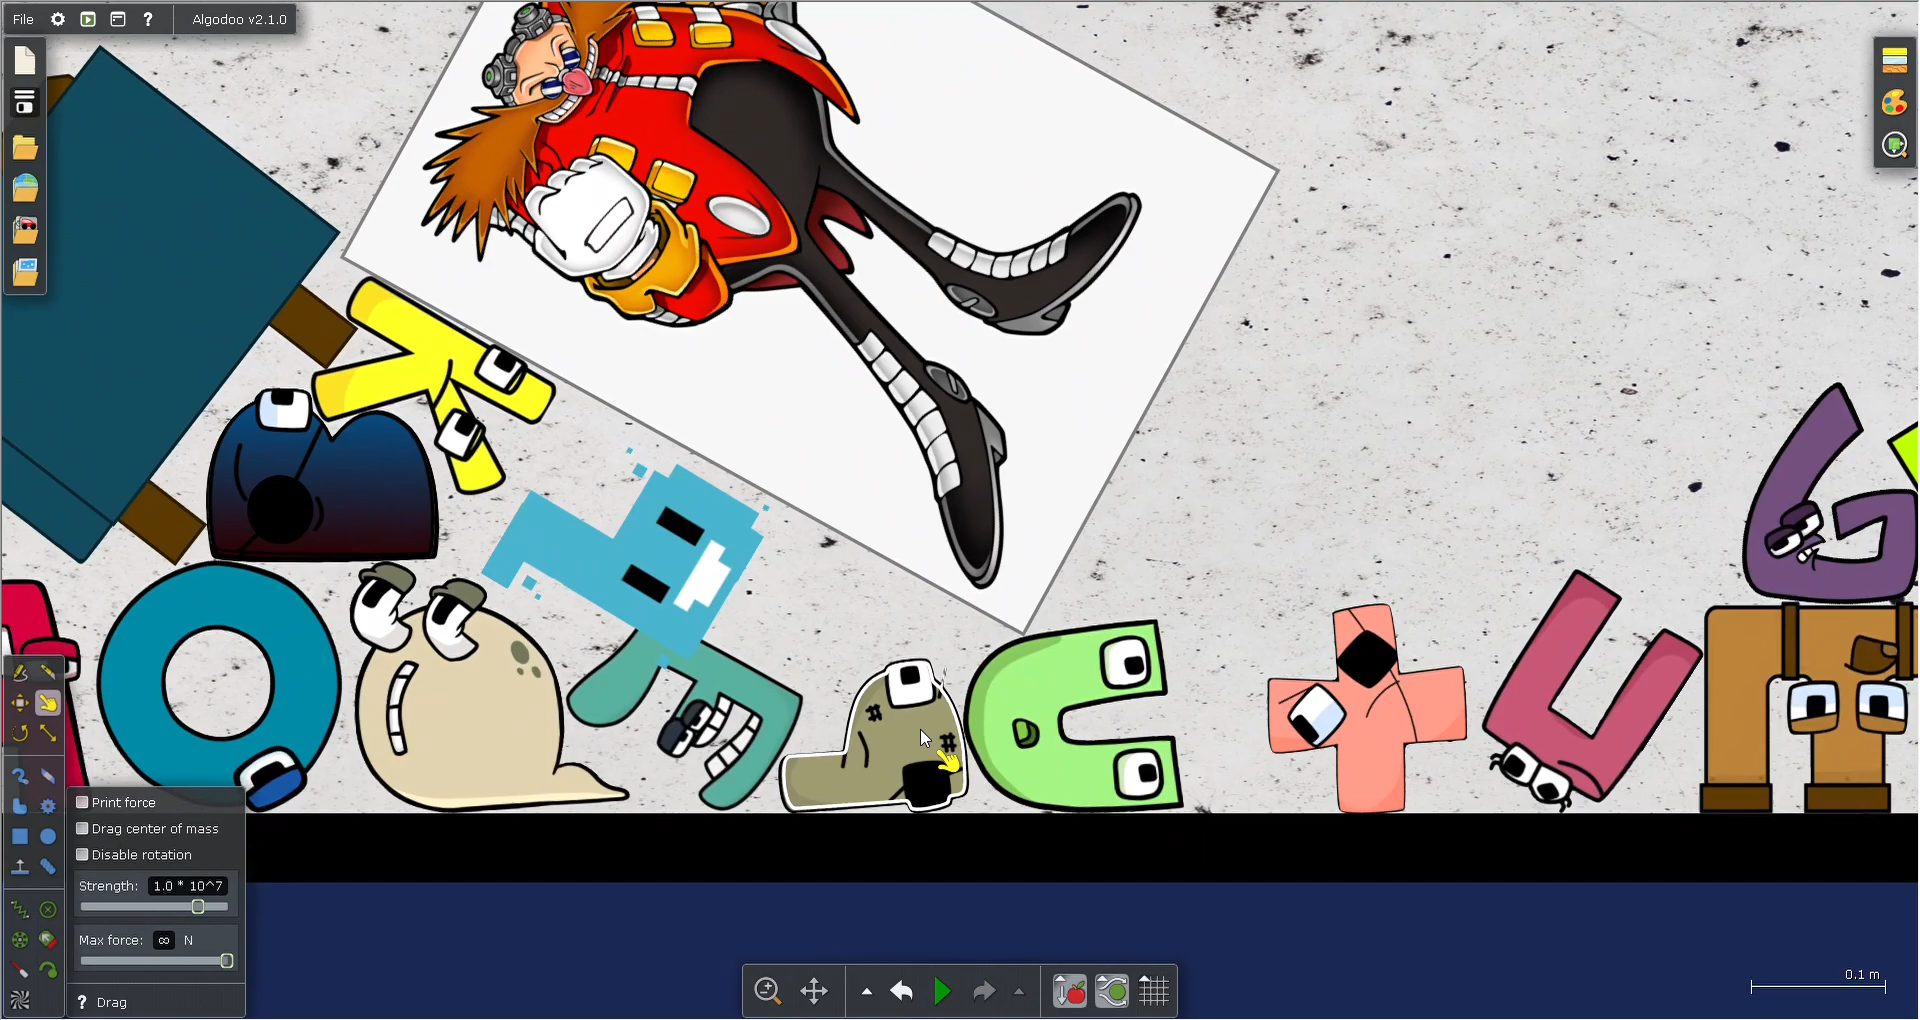 File
?
Algodoo v2.1.0
Print force
Drag center of mass
Disable rotation
Strength: 1.0 * 10^7
Max force: ∞ N
? Drag
0.1 m